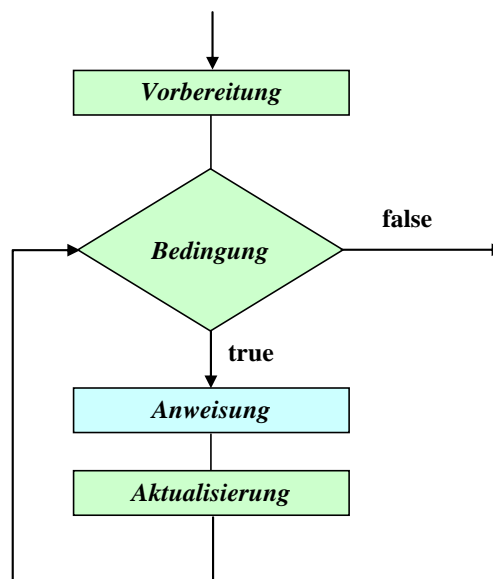 Vorbereitung
Bedingung
false
true
Anweisung
Aktualisierung